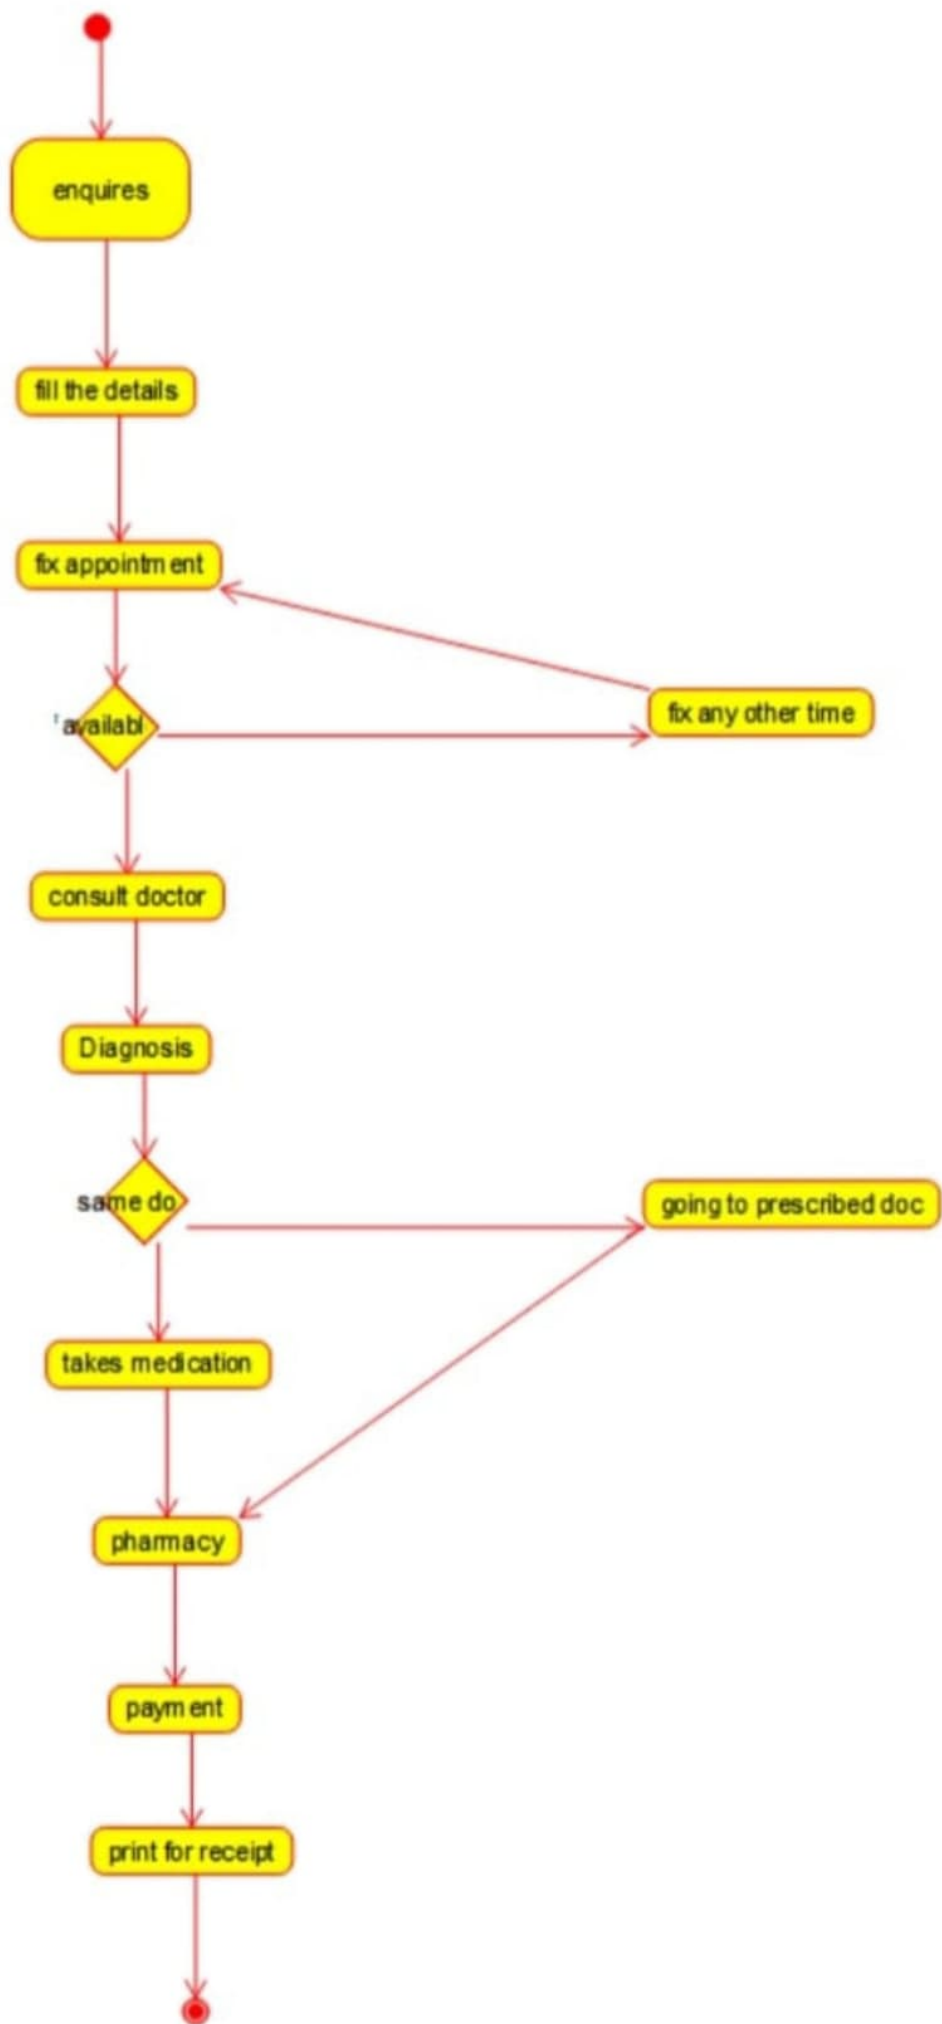 enquires
fill the details
fix appointment
availabl
fix any other time
consult doctor
Diagnosis
same do
going to prescribed doc
takes medication
pharmacy
payment
print for receipt